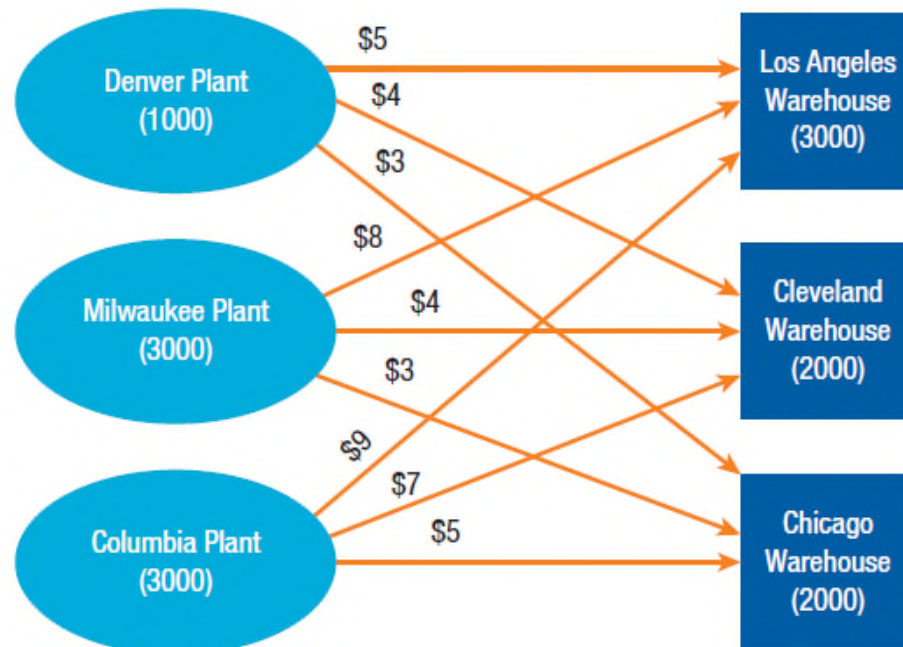 Denver Plant
(1000)
$5
$4
$3
Los Angeles
Warehouse
(3000)
Milwaukee Plant
(3000)
$8
$4
$3
Cleveland
Warehouse
(2000)
Columbia Plant
(3000)
$9
$7
$5
Chicago
Warehouse
(2000)